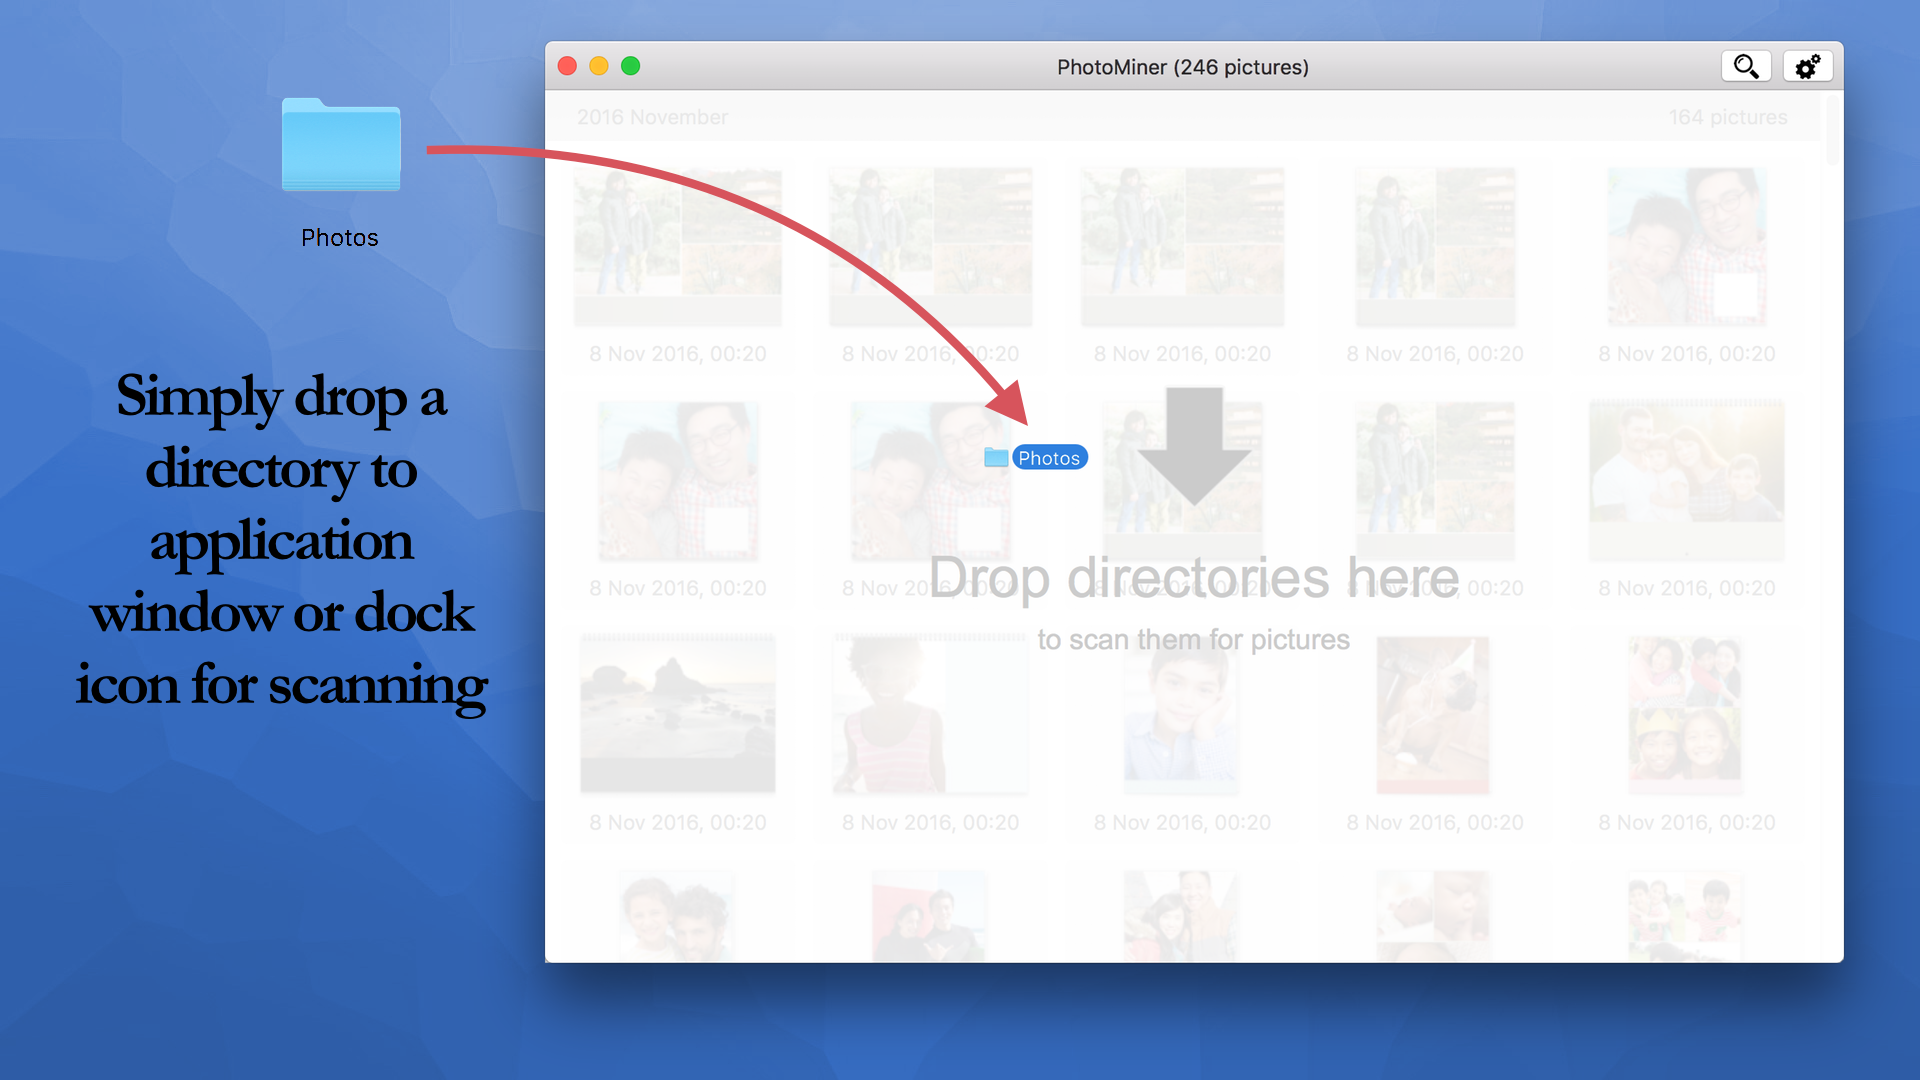 PhotoMiner (246 pictures)
2016 November
164 pictures
Photos
8 Nov 2016, 00:20
8 Nov 2016, 00:20
8 Nov 2016, 00:20
8 Nov 2016, 00:20
8 Nov 2016, 00:20
Simply drop a
directory to
application
window or dock
icon for scanning
Photos
Drop directories here
8 Nov 2016, 00:20
8 Nov 2016, 00:20
8 Nov 2016, 00:20
8 Nov 2016, 00:20
8 Nov 2016, 00:20
to scan them for pictures
8 Nov 2016, 00:20
8 Nov 2016, 00:20
8 Nov 2016, 00:20
8 Nov 2016, 00:20
8 Nov 2016, 00:20